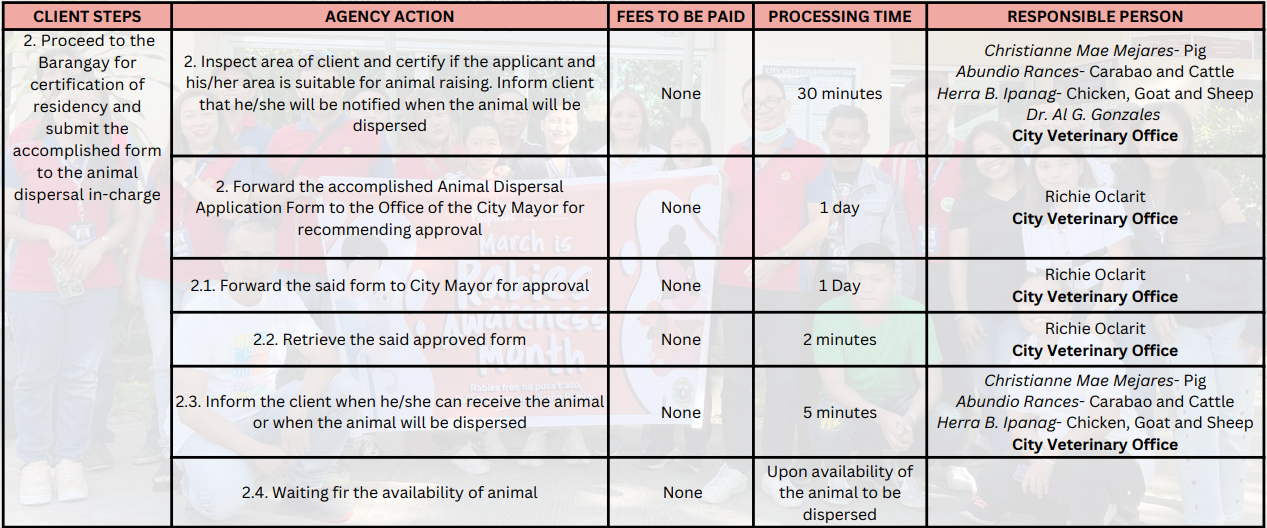 CLIENT STEPS
AGENCY ACTION
FEES TO BE PAID
PROCESSING TIME
RESPONSIBLE PERSON
2. Proceed to the
Barangay for
certification of
residency and
submit the
accomplished form
to the animal
dispersal in-charge
2. Inspect area of client and certify if the applicant and
his/her area is suitable for animal raising. Inform client
that he/she will be notified when the animal will be
dispersed
None
30 minutes
Christianne Mae Mejares- Pig
Abundio Rances- Carabao and Cattle
Herra B. Ipanag- Chicken, Goat and Sheep
Dr. Al G. Gonzales
City Veterinary Office
2. Forward the accomplished Animal Dispersal
Application Form to the Office of the City Mayor for
recommending approval
None
1 day
Richie Oclarit
City Veterinary Office
2.1. Forward the said form to City Mayor for approval
None
1 Day
Richie Oclarit
City Veterinary Office
2.2. Retrieve the said approved form
None
2 minutes
Richie Oclarit
City Veterinary Office
2.3. Inform the client when he/she can receive the animal
or when the animal will be dispersed
None
5 minutes
Christianne Mae Mejares- Pig
Abundio Rances- Carabao and Cattle
Herra B. Ipanag- Chicken, Goat and Sheep
City Veterinary Office
2.4. Waiting fir the availability of animal
None
Upon availability of
the animal to be
dispersed
March is
Rabies
Awareness
Month
Rabies free na pusa't aso,